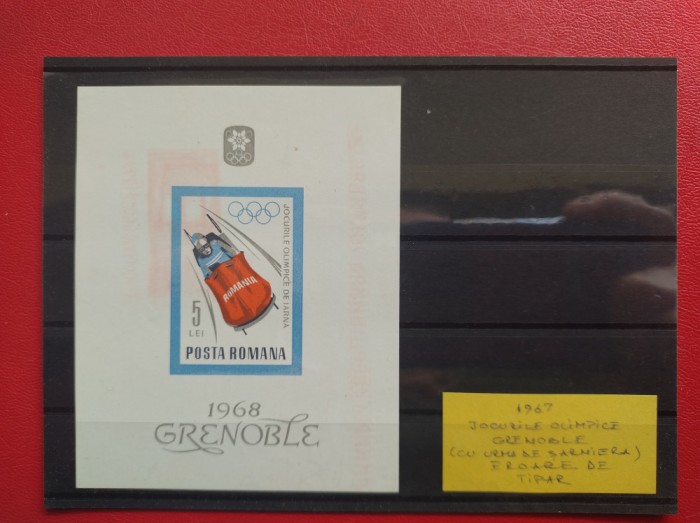 JOCURILE OLIMPICE DE IARNA
ROMANIA
5
LEI
POSTA ROMANA
1968
GRENOBLE
1967
JOCURILE OLIMPICE
GRENOBLE
(CU URMA DE SARNIERA)
EROARE DE
TIPAR